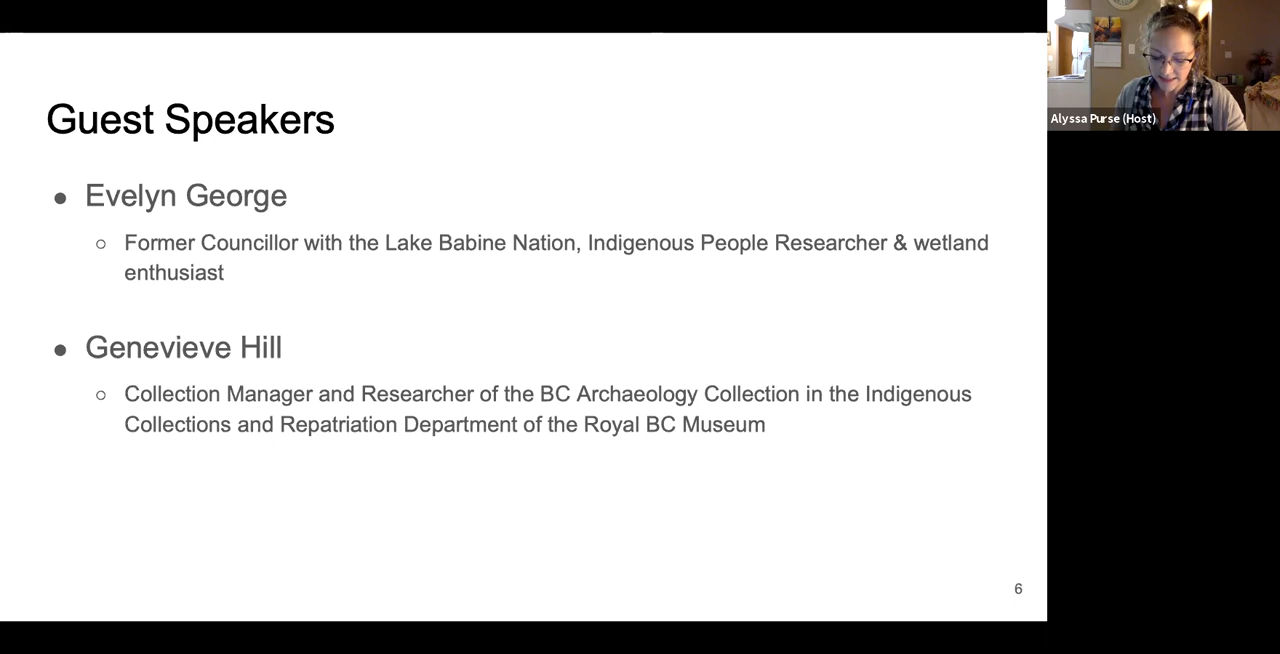 Guest Speakers
● Evelyn George
○ Former Councillor with the Lake Babine Nation, Indigenous People Researcher & wetland
enthusiast
● Genevieve Hill
○ Collection Manager and Researcher of the BC Archaeology Collection in the Indigenous
Collections and Repatriation Department of the Royal BC Museum
6
Alyssa Purse (Host)